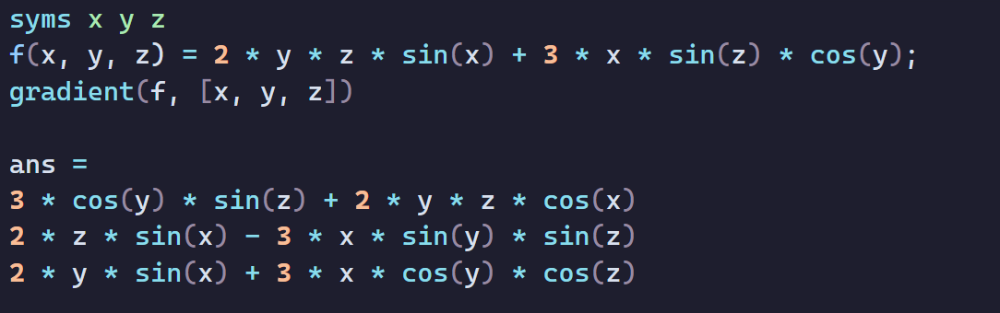 syms x y z
f(x, y, z) = 2 * y * z * sin(x) + 3 * x * sin(z) * cos(y);
gradient(f, [x, y, z])
ans =
3 * cos(y) * sin(z) + 2 * y * z * cos(x)
2 * z * sin(x) − 3 * x * sin(y) * sin(z)
2 * y * sin(x) + 3 * x * cos(y) * cos(z)